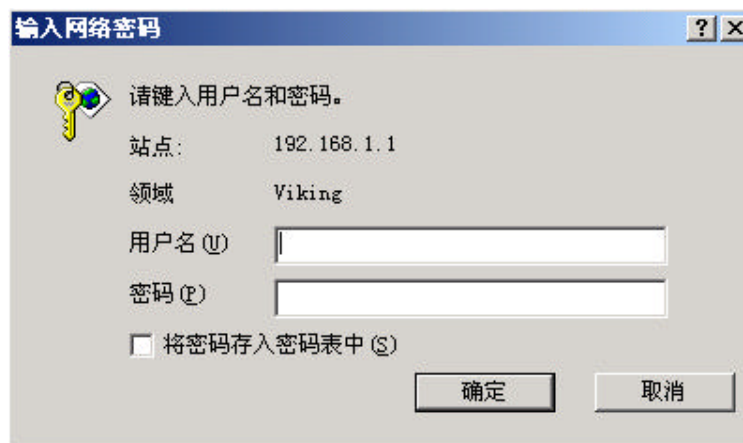 输入网络密码
请键入用户名和密码。
站点: 192.168.1.1
领域 Viking
用户名(U)
密码(P)
将密码存入密码表中(S)
确定 取消